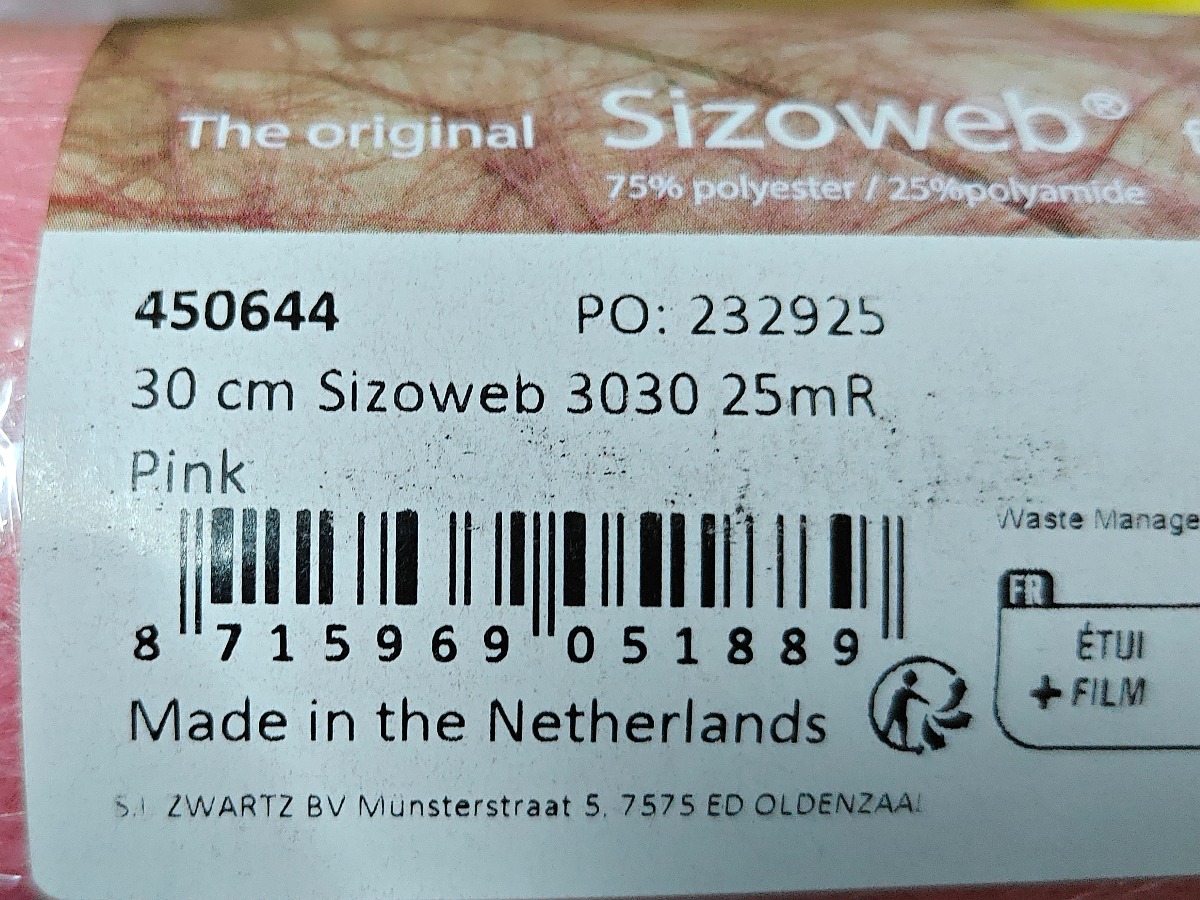 The original Sizoweb®
75% polyester / 25%polyamide
450644 PO: 232925
30 cm Sizoweb 3030 25mR
Pink
8 715969 051889
Waste Manage
FR
ÉTUI
+ FILM
Made in the Netherlands
ZWARTZ BV Münsterstraat 5, 7575 ED OLDENZAAL